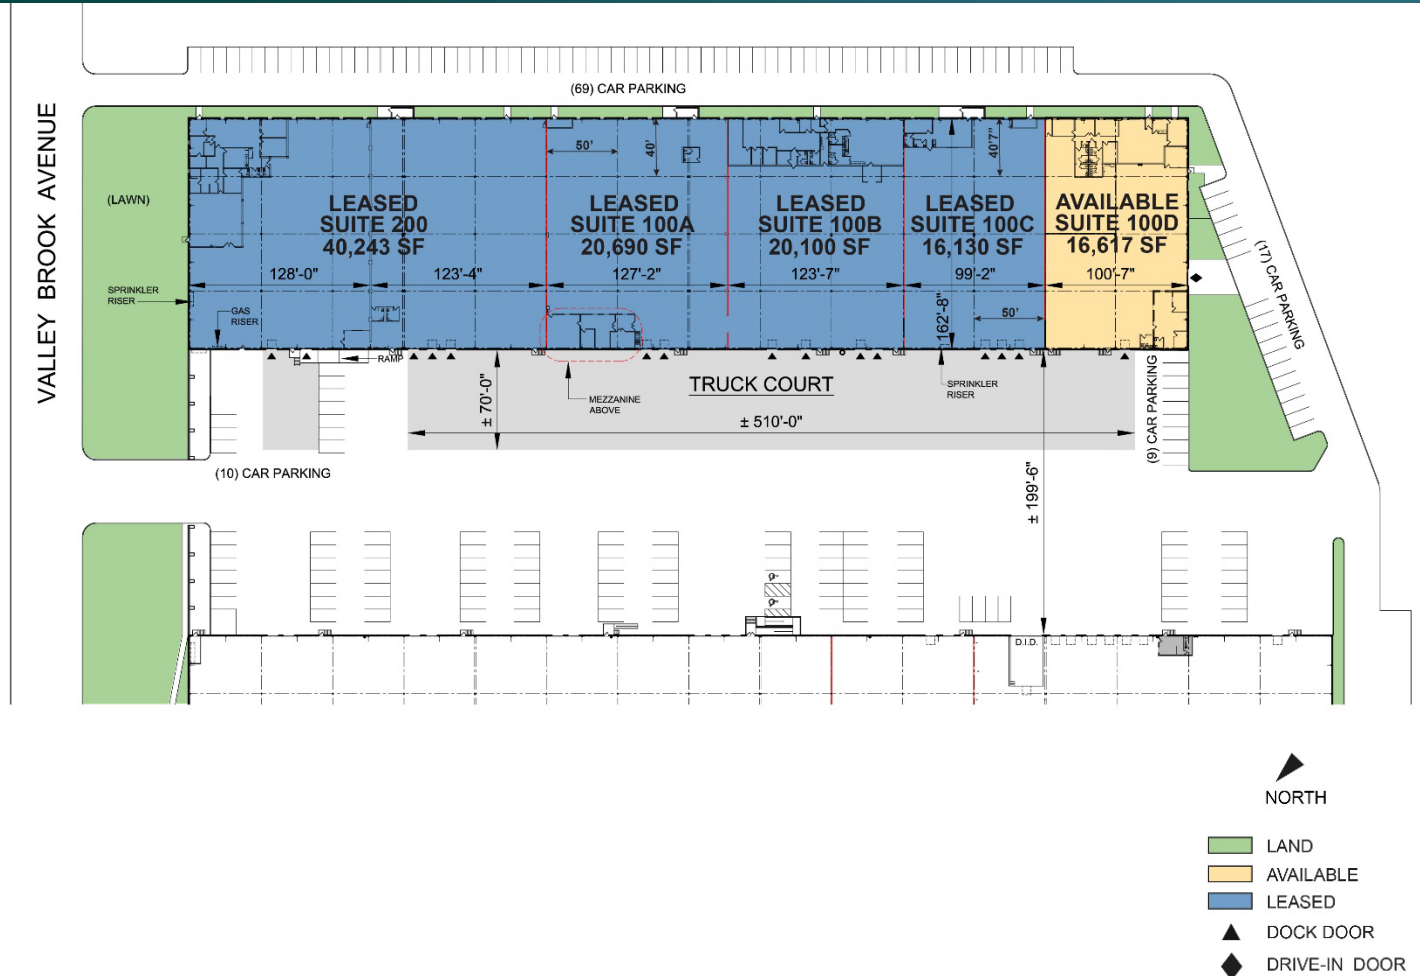 (69) CAR PARKING
VALLEY BROOK AVENUE
(LAWN)
50'
40'
40'7"
LEASED
SUITE 200
40,243 SF
LEASED
SUITE 100A
20,690 SF
LEASED
SUITE 100B
20,100 SF
LEASED
SUITE 100C
16,130 SF
AVAILABLE
SUITE 100D
16,617 SF
128'-0"
123'-4"
127'-2"
123'-7"
99'-2"
100'-7"
(17) CAR PARKING
SPRINKLER
RISER
GAS
RISER
162'-8"
50'
RAMP
± 70'-0"
MEZZANINE
ABOVE
TRUCK COURT
SPRINKLER
RISER
± 510'-0"
(9) CAR PARKING
(10) CAR PARKING
± 199'-6"
D.I.D.
NORTH
LAND
AVAILABLE
LEASED
DOCK DOOR
DRIVE-IN DOOR